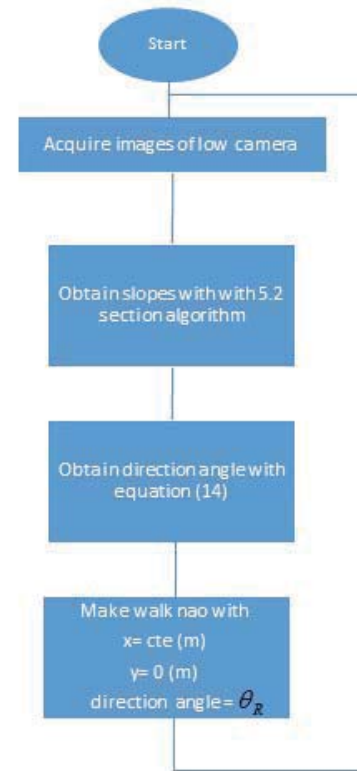 Start
Acquire images of low camera
Obtain slopes with with 5.2
section algorithm
Obtain direction angle with
equation (14)
Make walk nao with
x= cte (m)
y= 0 (m)
direction angle= θ_R